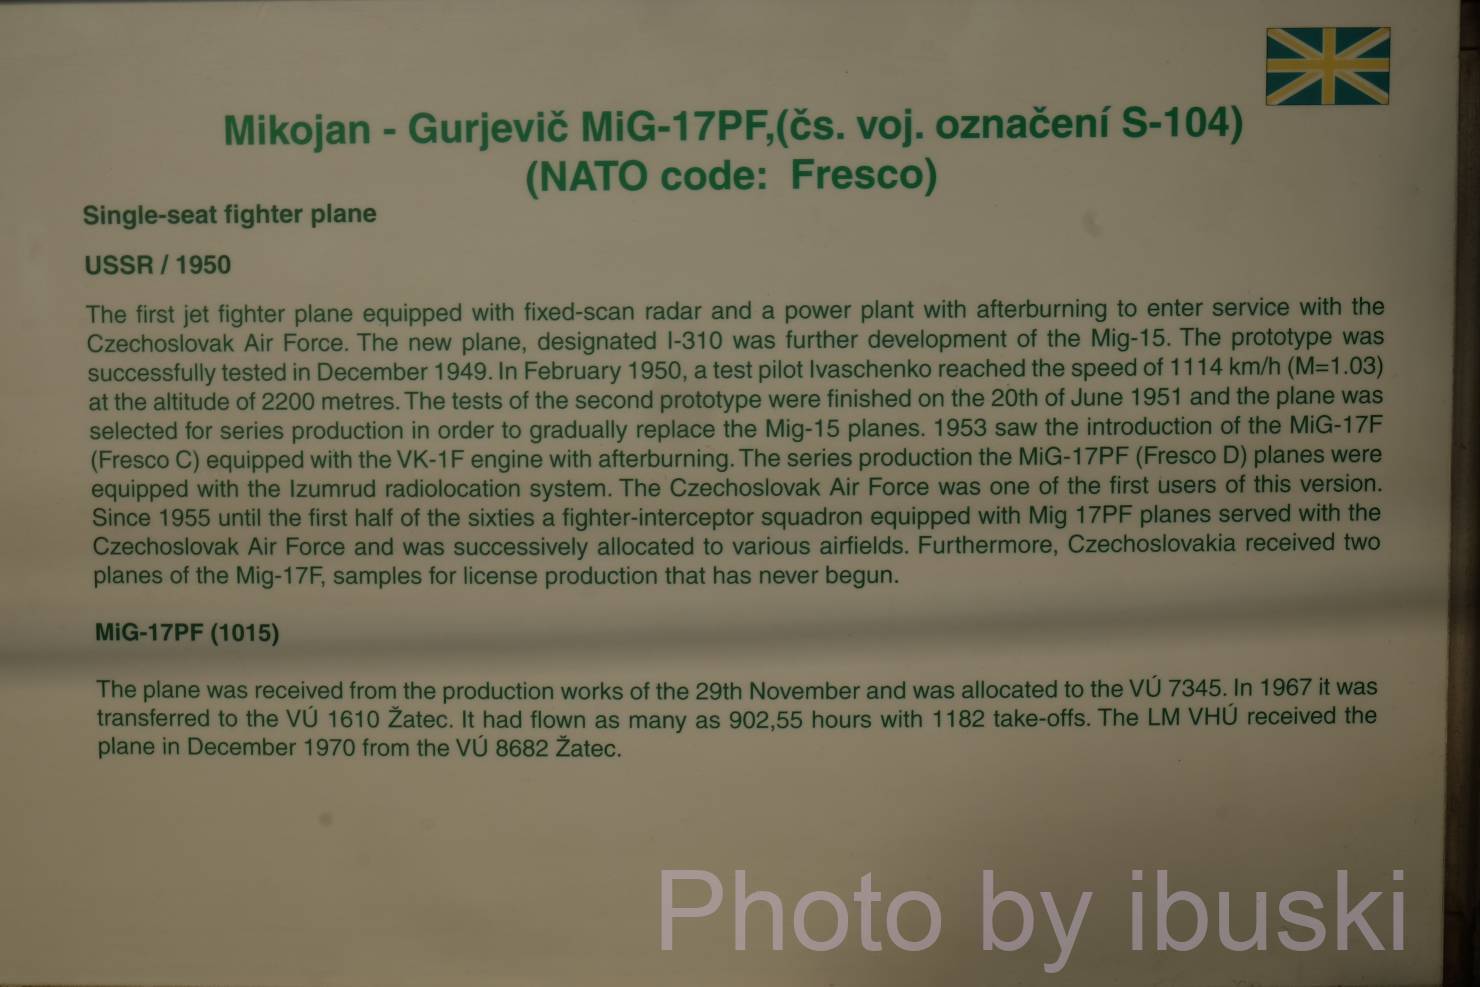 Mikojan - Gurjevič MiG-17PF,(čs. voj. označení S-104)
(NATO code: Fresco)
Single-seat fighter plane
USSR / 1950
The first jet fighter plane equipped with fixed-scan radar and a power plant with afterburning to enter service with the
Czechoslovak Air Force. The new plane, designated I-310 was further development of the Mig-15. The prototype was
successfully tested in December 1949. In February 1950, a test pilot Ivaschenko reached the speed of 1114 km/h (M=1.03)
at the altitude of 2200 metres. The tests of the second prototype were finished on the 20th of June 1951 and the plane was
selected for series production in order to gradually replace the Mig-15 planes. 1953 saw the introduction of the MiG-17F
(Fresco C) equipped with the VK-1F engine with afterburning. The series production the MiG-17PF (Fresco D) planes were
equipped with the Izumrud radiolocation system. The Czechoslovak Air Force was one of the first users of this version.
Since 1955 until the first half of the sixties a fighter-interceptor squadron equipped with Mig 17PF planes served with the
Czechoslovak Air Force and was successively allocated to various airfields. Furthermore, Czechoslovakia received two
planes of the Mig-17F, samples for license production that has never begun.
MiG-17PF (1015)
The plane was received from the production works of the 29th November and was allocated to the VÚ 7345. In 1967 it was
transferred to the VÚ 1610 Žatec. It had flown as many as 902,55 hours with 1182 take-offs. The LM VHÚ received the
plane in December 1970 from the VÚ 8682 Žatec.
Photo by ibuski